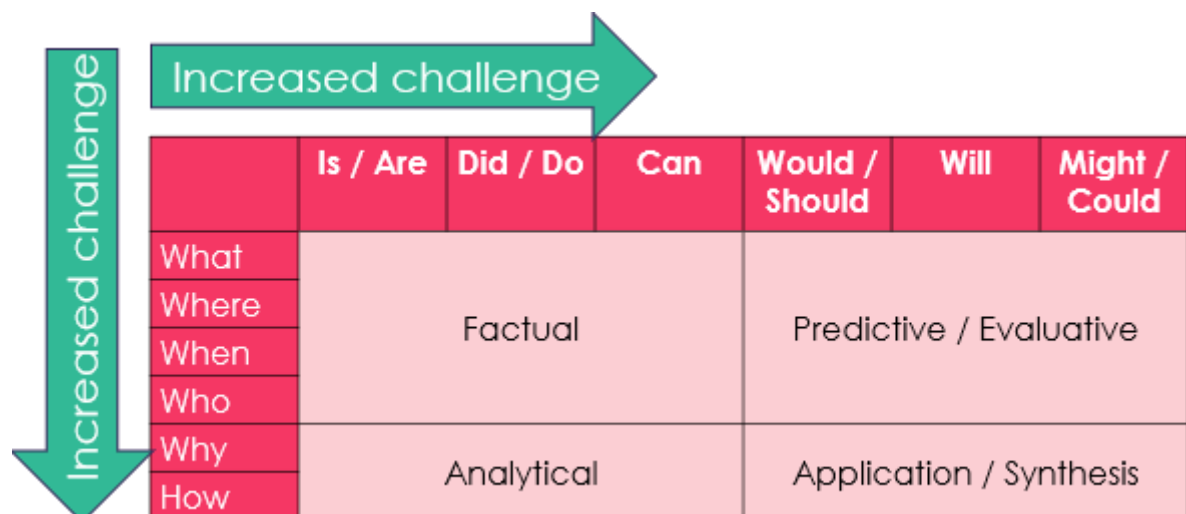 Increased challenge
Increased challenge
Is / Are Did / Do Can Would / Should Will Might / Could
What
Where
When
Who
Factual Predictive / Evaluative
Why
How
Analytical Application / Synthesis